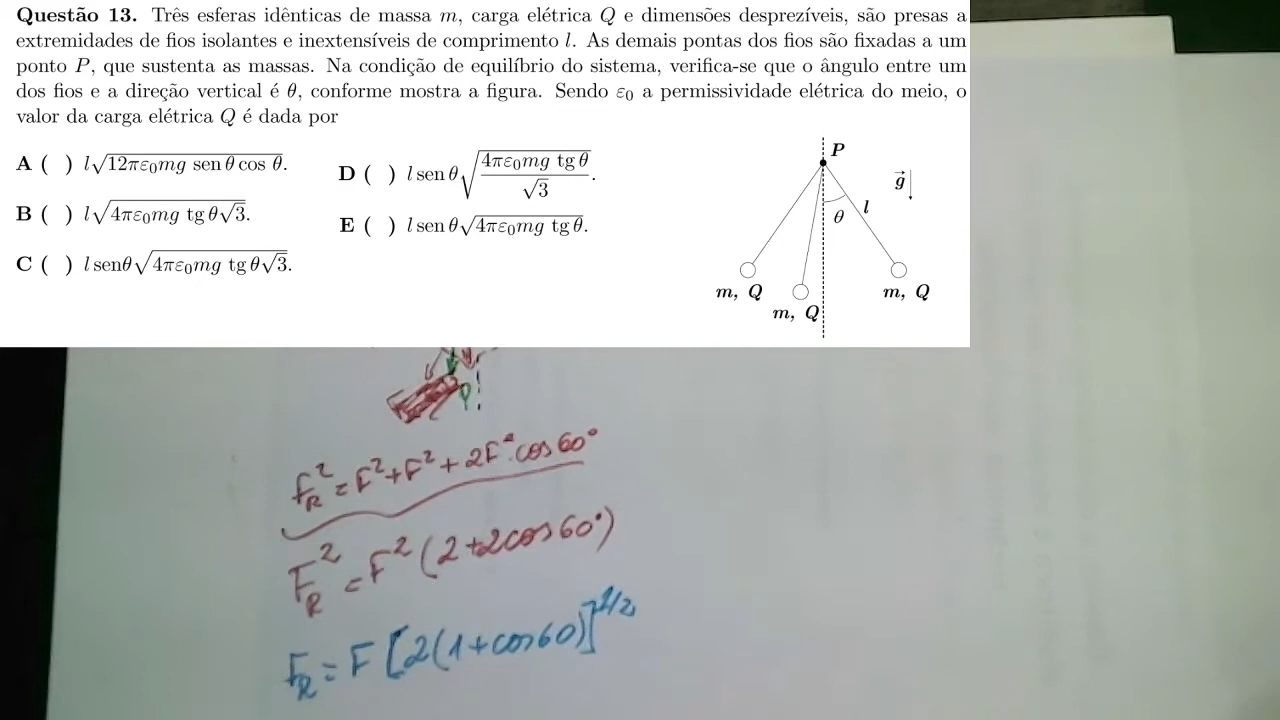 Questão 13. Três esferas idênticas de massa m, carga elétrica Q e dimensões desprezíveis, são presas a
extremidades de fios isolantes e inextensíveis de comprimento l. As demais pontas dos fios são fixadas a um
ponto P, que sustenta as massas. Na condição de equilíbrio do sistema, verifica-se que o ângulo entre um
dos fios e a direção vertical é θ, conforme mostra a figura. Sendo ε₀ a permissividade elétrica do meio, o
valor da carga elétrica Q é dada por
A ( ) l√(12πε₀mg sen θ cos θ).
B ( ) l√(4πε₀mg tg θ√3).
C ( ) l senθ√(4πε₀mg tg θ√3).
D ( ) l sen θ√(4πε₀mg tg θ/√3).
E ( ) l sen θ√(4πε₀mg tg θ).
P
g⃗
θ
l
m, Q
m, Q
m, Q
F_R² = F² + F² + 2F².cos 60°
F_R² = F² (2+2cos 60°)
F_R = F [2(1+cos 60)]^1/2